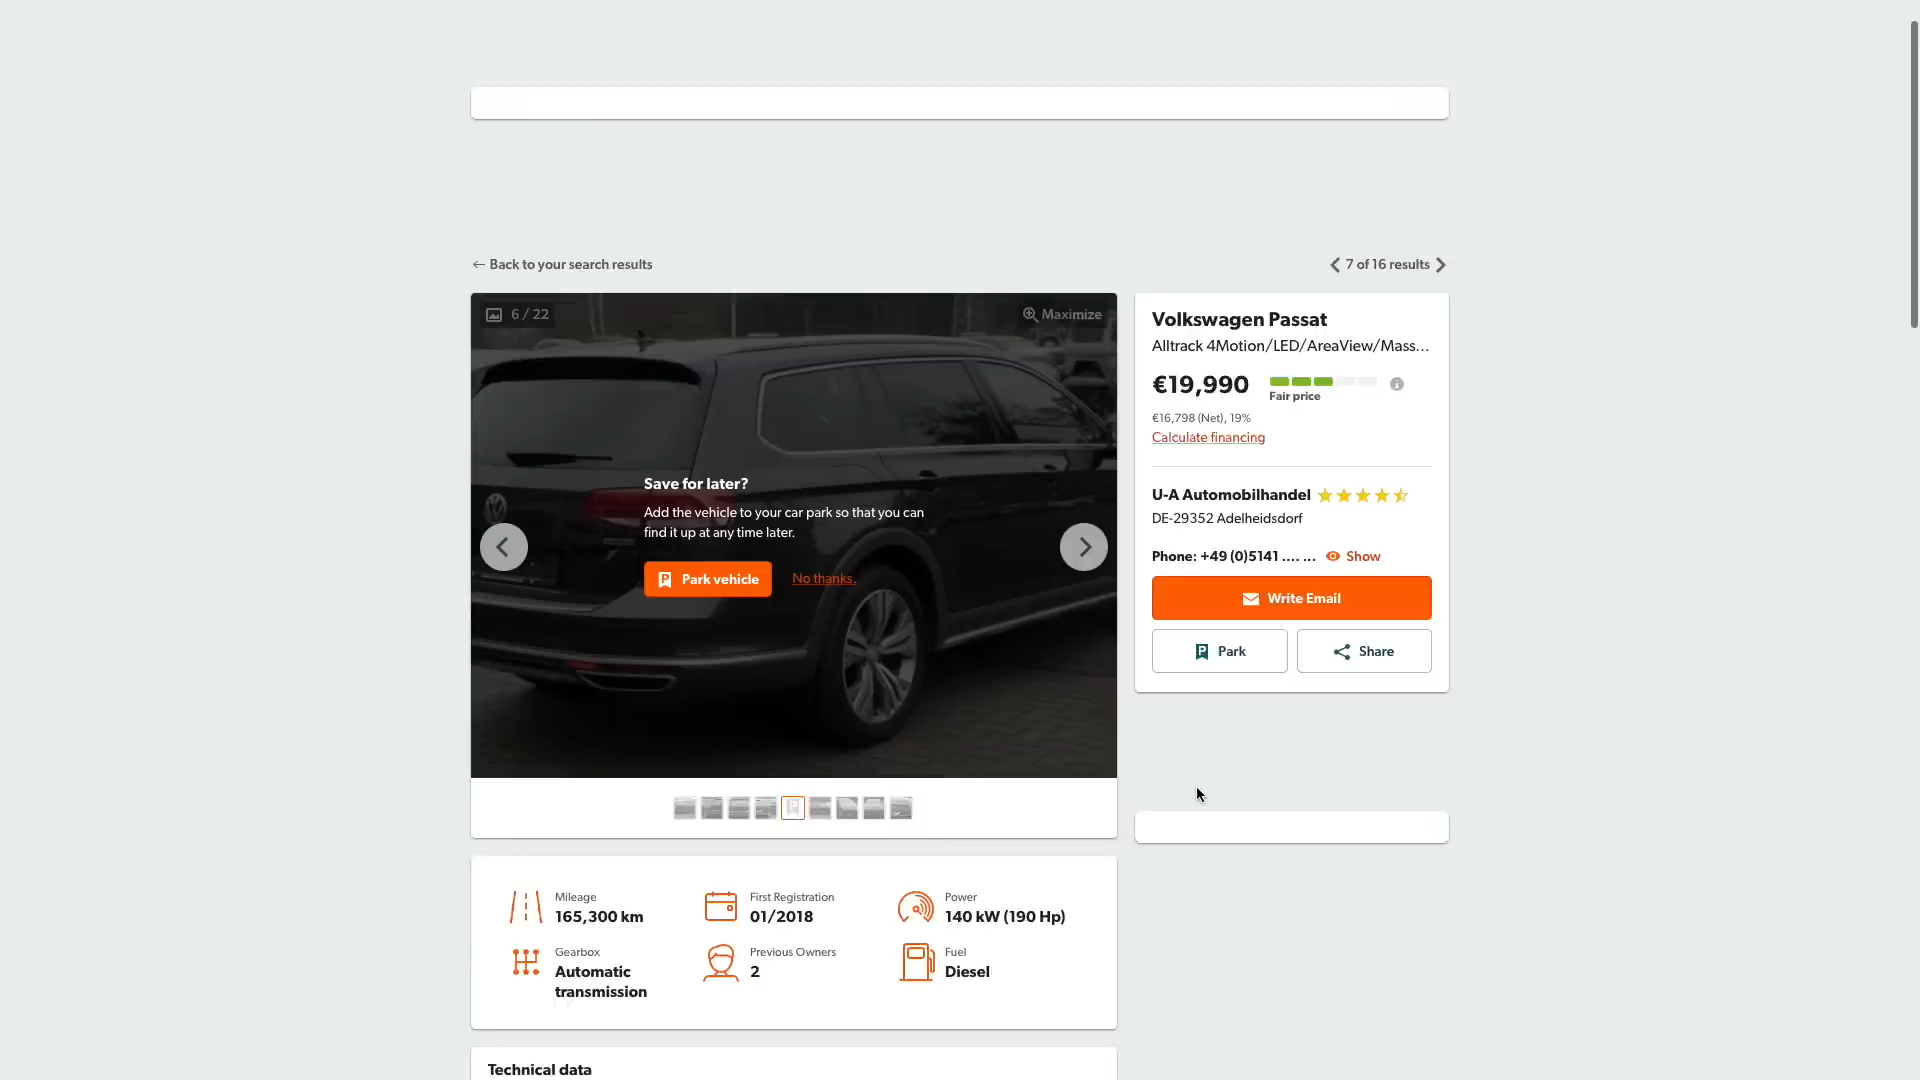 ← Back to your search results
7 of 16 results
6 / 22
Maximize
Save for later?
Add the vehicle to your car park so that you can
find it up at any time later.
Park vehicle
No thanks.
Volkswagen Passat
Alltrack 4Motion/LED/AreaView/Mass...
€19,990
Fair price
€16,798 (Net), 19%
Calculate financing
U-A Automobilhandel
DE-29352 Adelheidsdorf
Phone: +49 (0)5141 .... ... Show
Write Email
Park
Share
Mileage
165,300 km
First Registration
01/2018
Power
140 kW (190 Hp)
Gearbox
Automatic
transmission
Previous Owners
2
Fuel
Diesel
Technical data